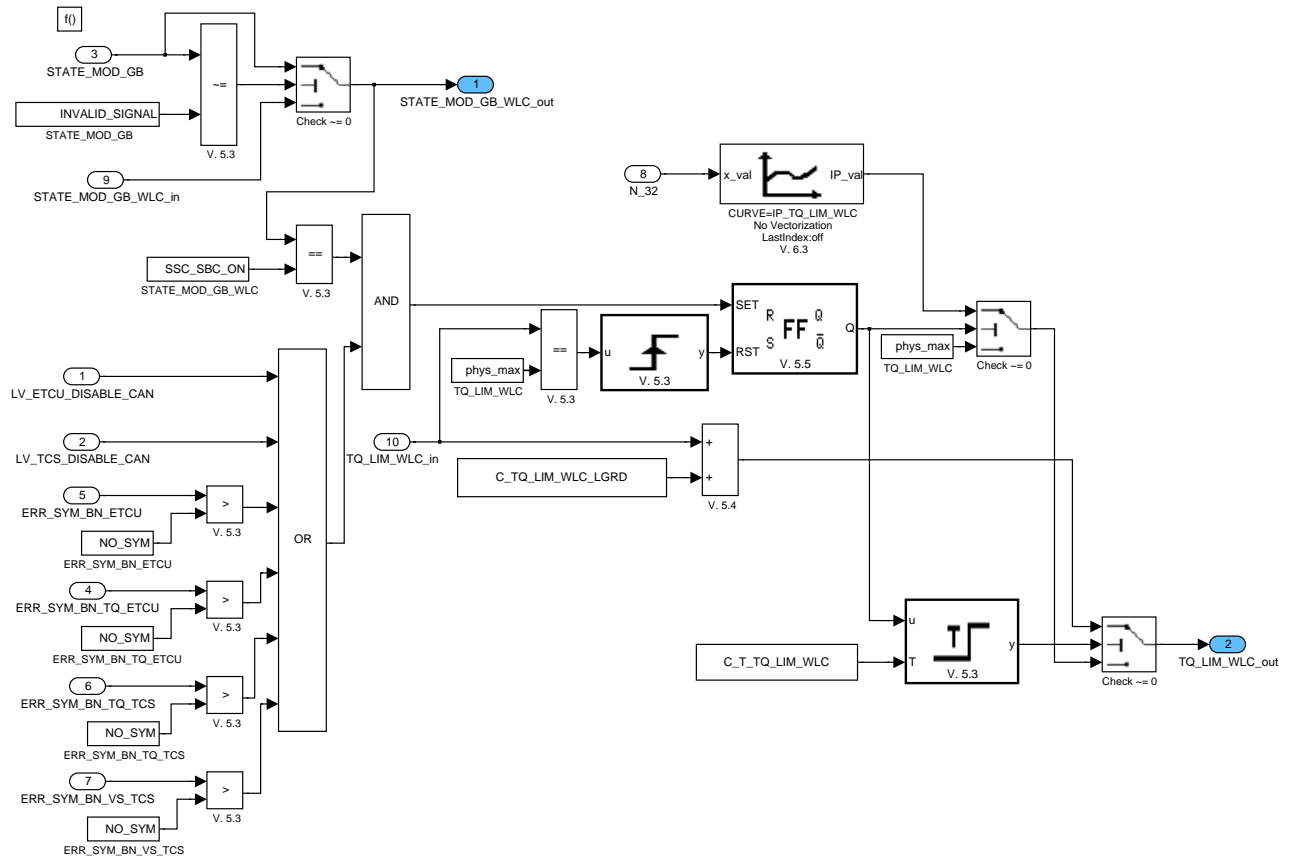 f()
3
STATE_MOD_GB
INVALID_SIGNAL
STATE_MOD_GB
~=
V. 5.3
Check ~= 0
1
STATE_MOD_GB_WLC_out
9
STATE_MOD_GB_WLC_in
8
N_32
x_val
IP_val
CURVE=IP_TQ_LIM_WLC
No Vectorization
LastIndex:off
V. 6.3
SSC_SBC_ON
STATE_MOD_GB_WLC
==
V. 5.3
AND
phys_max
TQ_LIM_WLC
==
V. 5.3
u
y
V. 5.3
SET
RST
R
Q
FF
S
Q
Q
V. 5.5
phys_max
TQ_LIM_WLC
Check ~= 0
1
LV_ETCU_DISABLE_CAN
2
LV_TCS_DISABLE_CAN
10
TQ_LIM_WLC_in
C_TQ_LIM_WLC_LGRD
+
+
V. 5.4
5
ERR_SYM_BN_ETCU
NO_SYM
ERR_SYM_BN_ETCU
>
V. 5.3
OR
4
ERR_SYM_BN_TQ_ETCU
NO_SYM
ERR_SYM_BN_TQ_ETCU
>
V. 5.3
6
ERR_SYM_BN_TQ_TCS
NO_SYM
ERR_SYM_BN_TQ_TCS
>
V. 5.3
7
ERR_SYM_BN_VS_TCS
NO_SYM
ERR_SYM_BN_VS_TCS
>
V. 5.3
C_T_TQ_LIM_WLC
u
T
T
y
V. 5.3
Check ~= 0
2
TQ_LIM_WLC_out